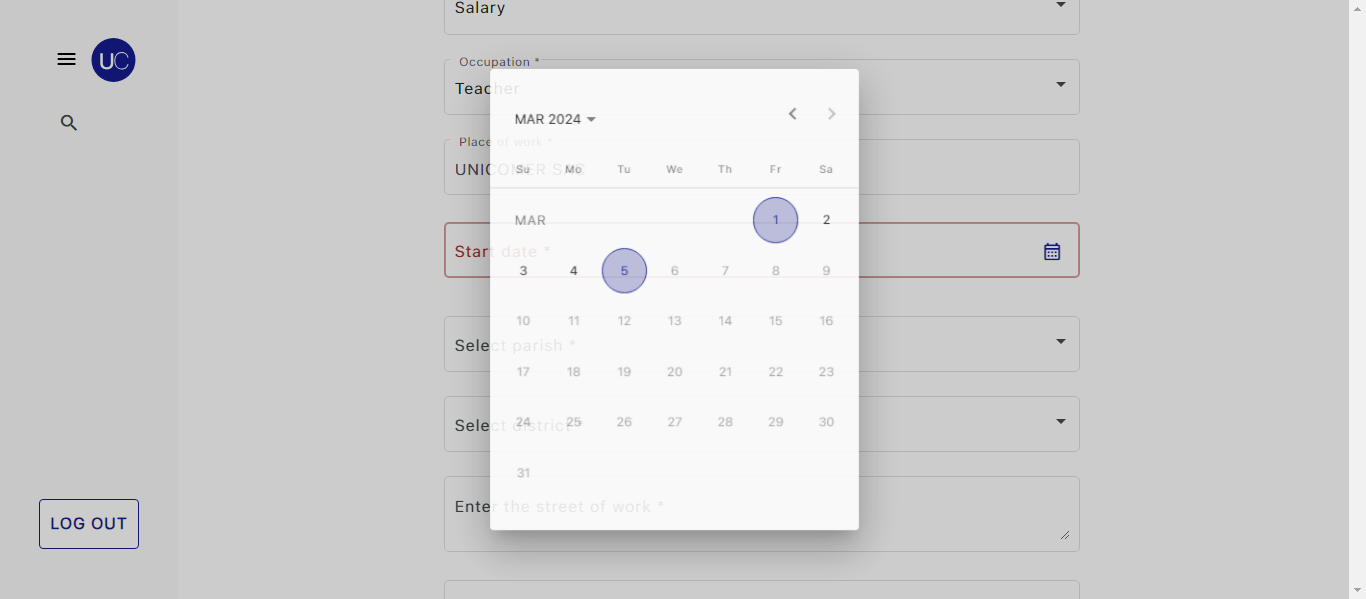 Salary
UC
Occupation *
Teacher
MAR 2024
Place of work *
UNICOMER SAC
Su Mo Tu We Th Fr Sa
MAR 1 2
Start date *
3 4 5 6 7 8 9
10 11 12 13 14 15 16
Select parish *
17 18 19 20 21 22 23
24 25 26 27 28 29 30
Select district *
31
Enter the street of work *
LOG OUT